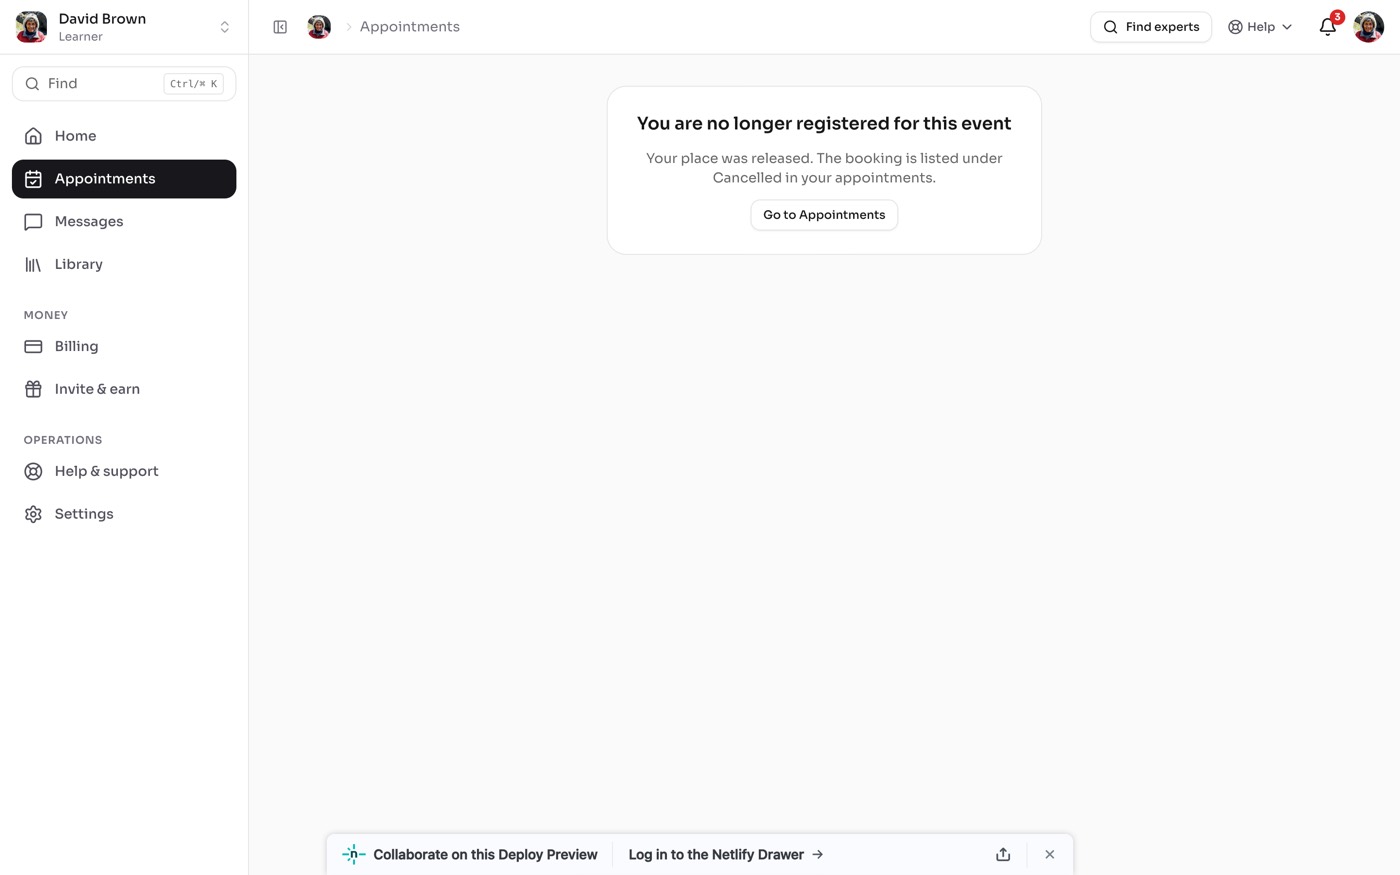 David Brown
Learner
Find
Ctrl/⌘ K
Home
Appointments
Messages
Library
MONEY
Billing
Invite & earn
OPERATIONS
Help & support
Settings
Appointments
Find experts
Help
3
You are no longer registered for this event
Your place was released. The booking is listed under
Cancelled in your appointments.
Go to Appointments
Collaborate on this Deploy Preview
Log in to the Netlify Drawer →